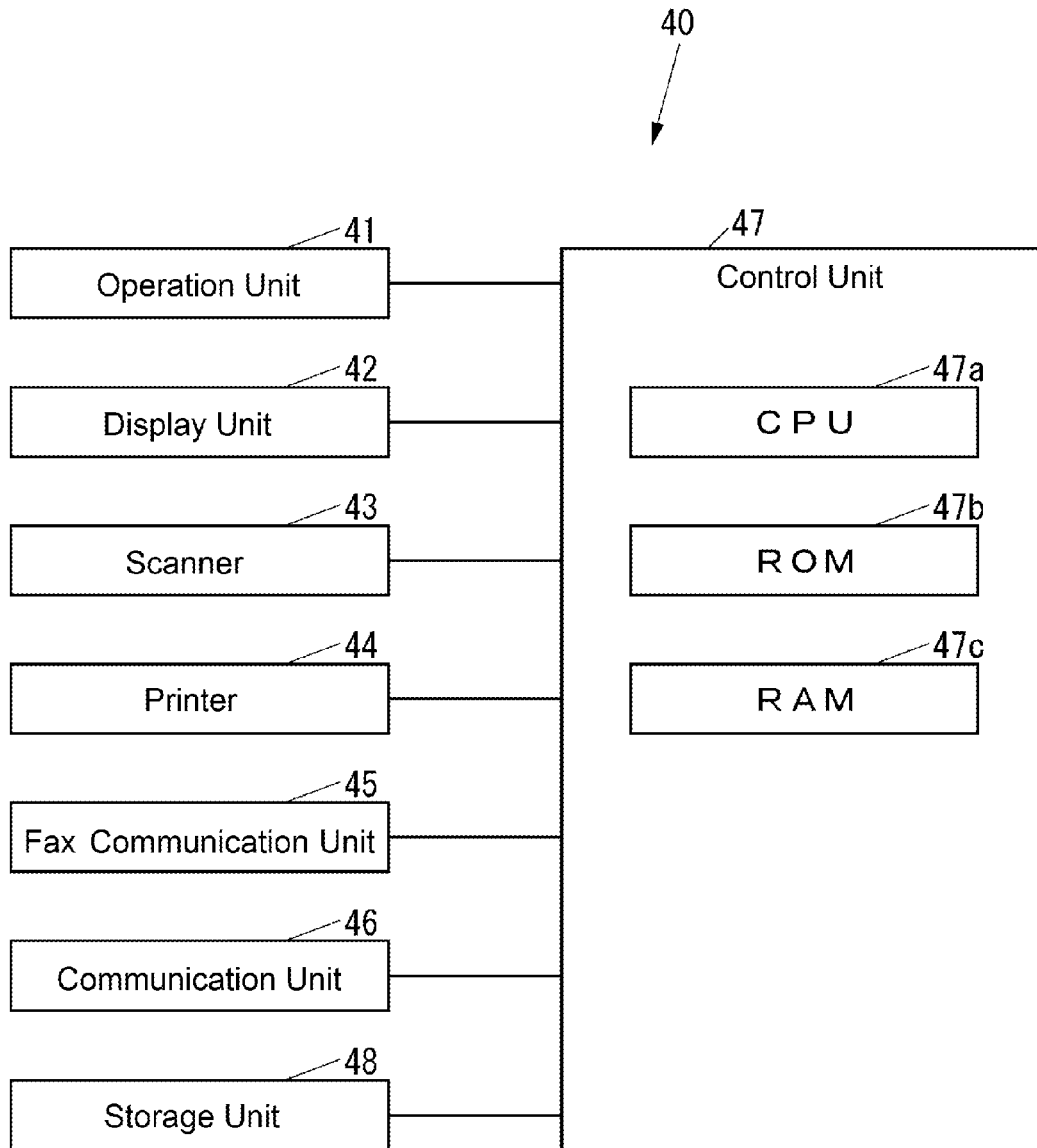 40
41
Operation Unit
42
Display Unit
43
Scanner
44
Printer
45
Fax Communication Unit
46
Communication Unit
48
Storage Unit
47
Control Unit
47a
CPU
47b
ROM
47c
RAM